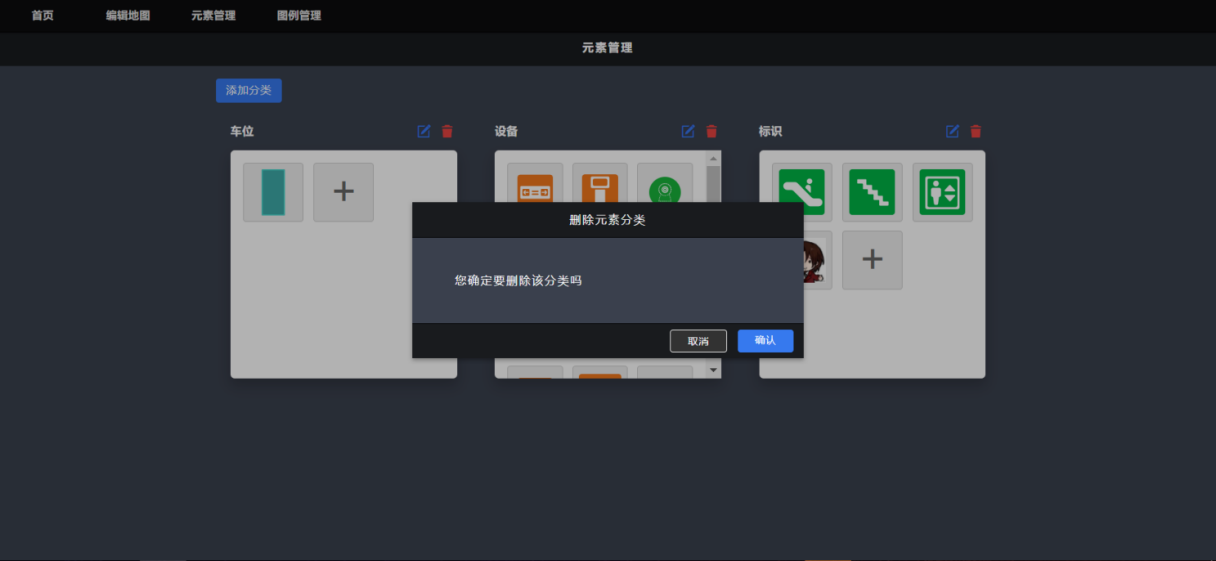 首页 编辑地图 元素管理 图例管理
元素管理
添加分类
车位 设备 标识
删除元素分类
您确定要删除该分类吗
取消 确认